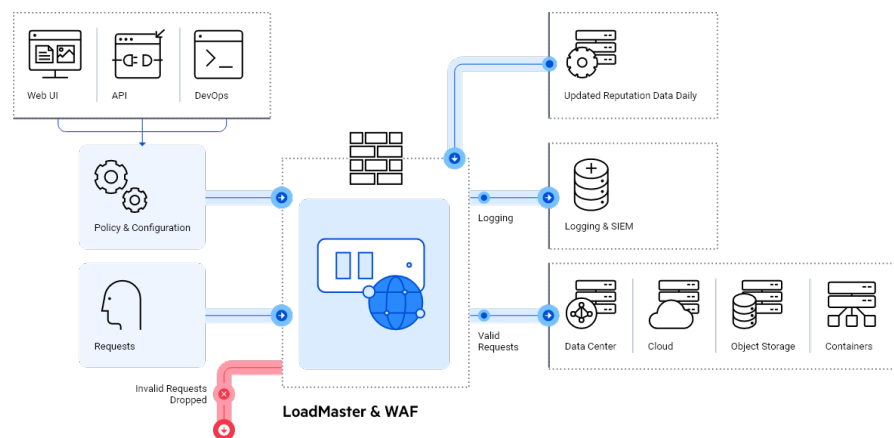 Web UI
API
DevOps
Updated Reputation Data Daily
Policy & Configuration
Logging
Logging & SIEM
Requests
Valid
Requests
Data Center
Cloud
Object Storage
Containers
Invalid Requests
Dropped
LoadMaster & WAF